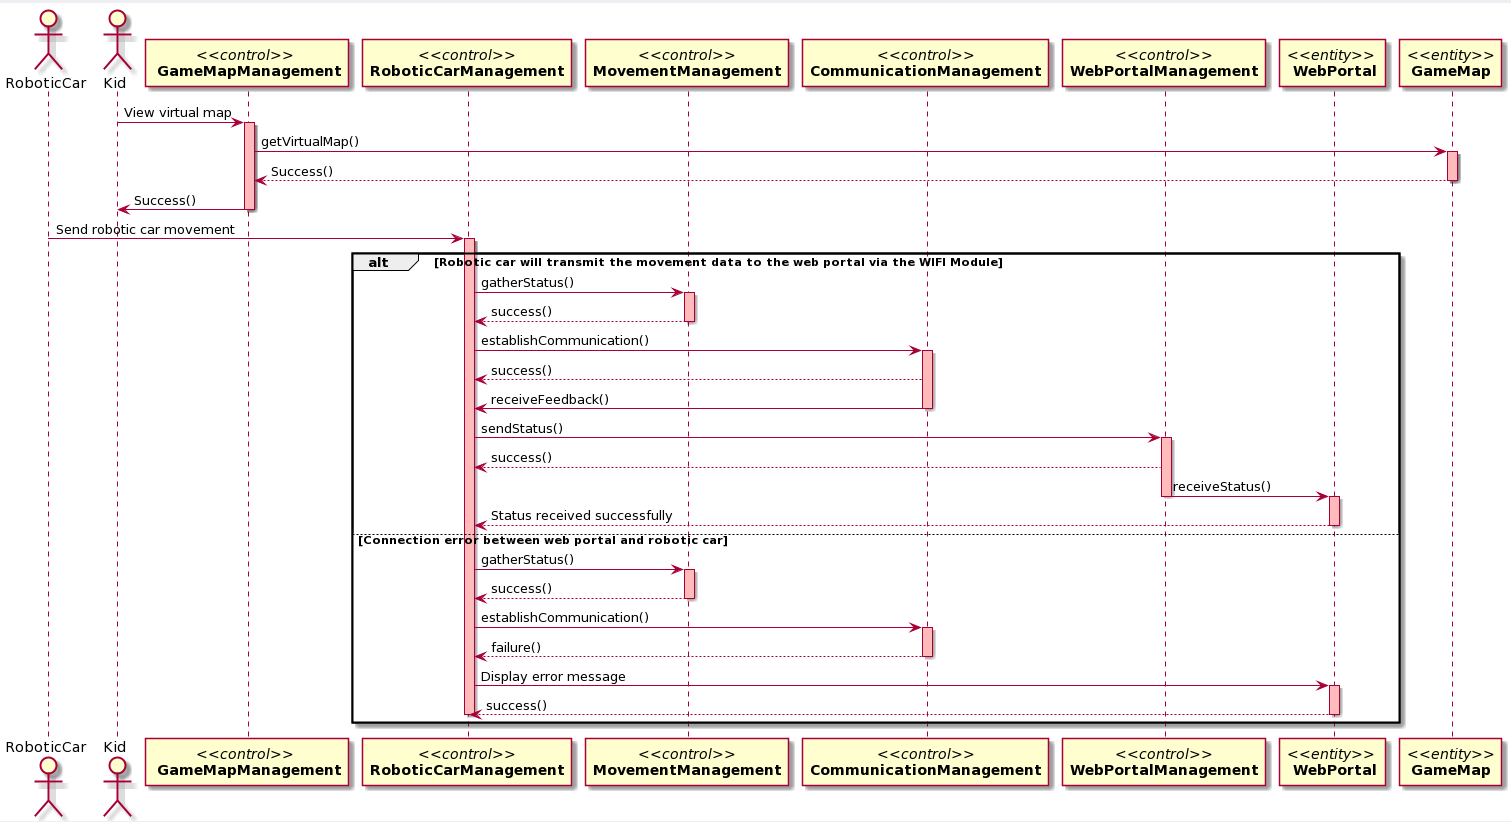 RoboticCar
Kid
<<control>>
GameMapManagement
<<control>>
RoboticCarManagement
<<control>>
MovementManagement
<<control>>
CommunicationManagement
<<control>>
WebPortalManagement
<<entity>>
WebPortal
<<entity>>
GameMap
View virtual map
getVirtualMap()
Success()
Success()
Send robotic car movement
alt
[Robotic car will transmit the movement data to the web portal via the WIFI Module]
gatherStatus()
success()
establishCommunication()
success()
receiveFeedback()
sendStatus()
success()
receiveStatus()
Status received successfully
[Connection error between web portal and robotic car]
gatherStatus()
success()
establishCommunication()
failure()
Display error message
success()
RoboticCar
Kid
<<control>>
GameMapManagement
<<control>>
RoboticCarManagement
<<control>>
MovementManagement
<<control>>
CommunicationManagement
<<control>>
WebPortalManagement
<<entity>>
WebPortal
<<entity>>
GameMap